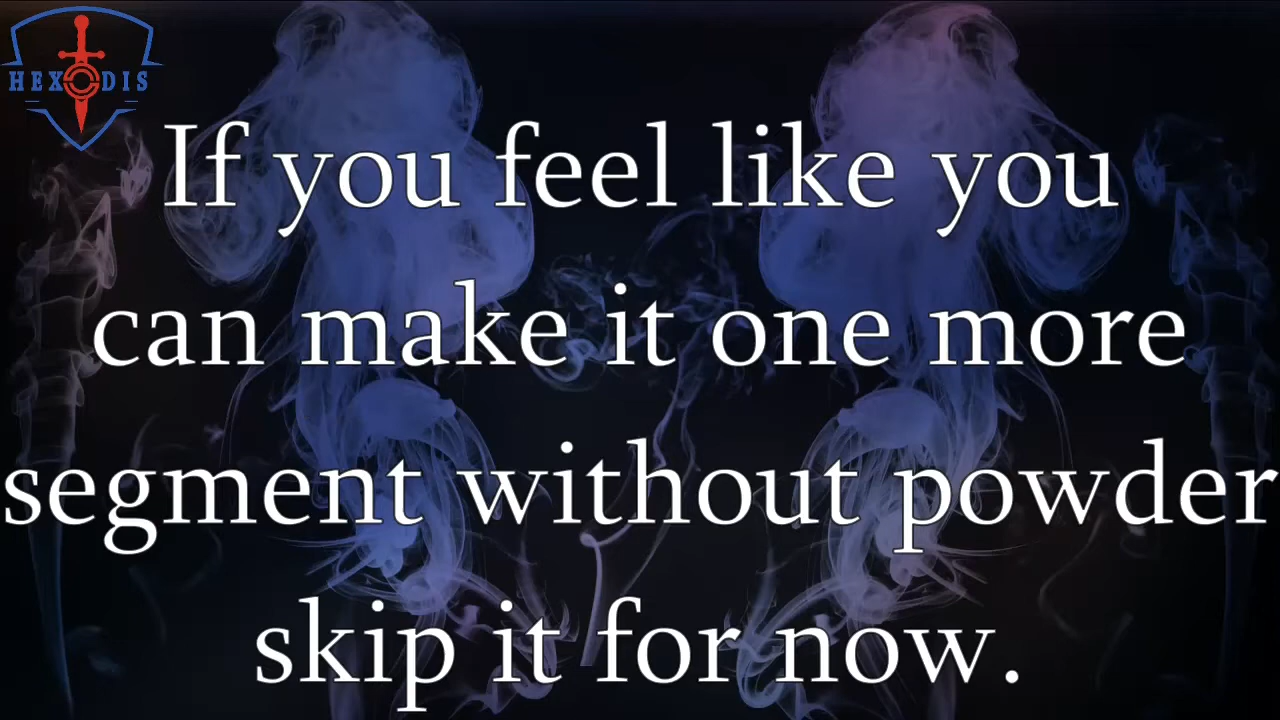 HEXODIS
If you feel like you
can make it one more
segment without powder
skip it for now.